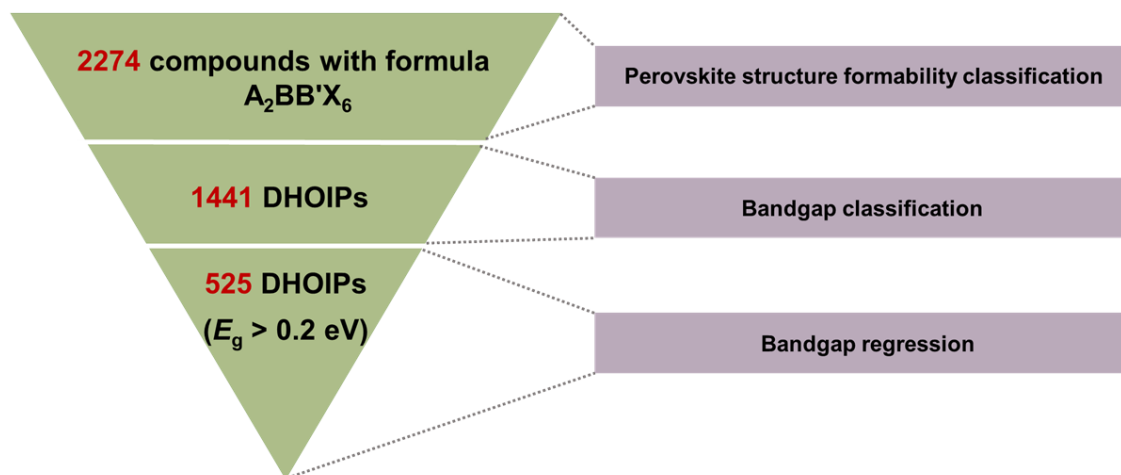 2274 compounds with formula
A₂BB'X₆
Perovskite structure formability classification
1441 DHOIPs
Bandgap classification
525 DHOIPs
(Eg > 0.2 eV)
Bandgap regression